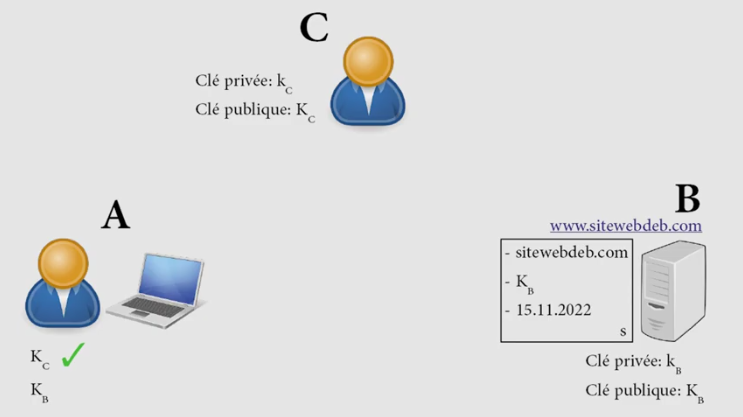 C
Clé privée: kC
Clé publique: KC
A
B
www.sitewebdeb.com
- sitewebdeb.com
- KB
- 15.11.2022
s
KC
KB
Clé privée: kB
Clé publique: KB